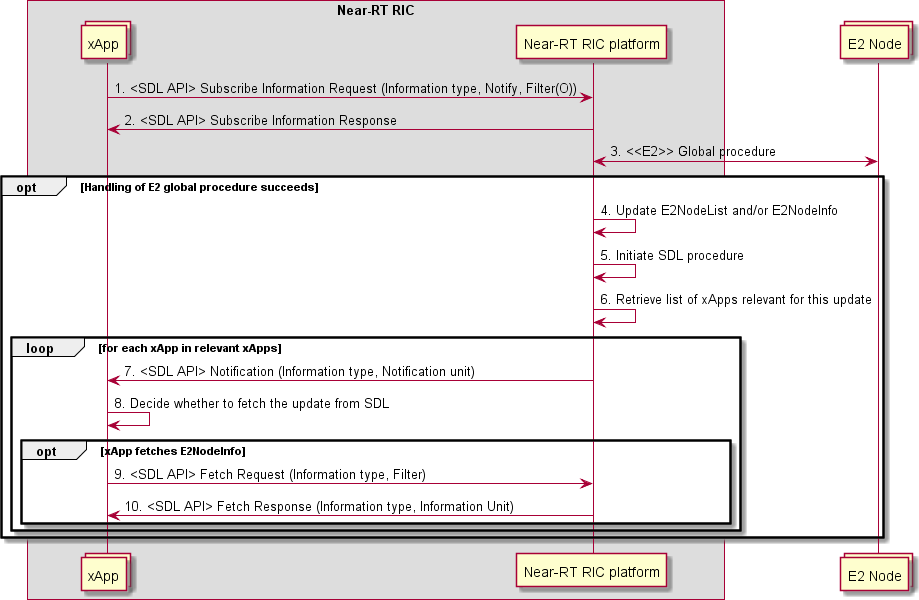 Near-RT RIC
xApp
Near-RT RIC platform
E2 Node
1. <SDL API> Subscribe Information Request (Information type, Notify, Filter(O))
2. <SDL API> Subscribe Information Response
3. <<E2>> Global procedure
opt [Handling of E2 global procedure succeeds]
4. Update E2NodeList and/or E2NodeInfo
5. Initiate SDL procedure
6. Retrieve list of xApps relevant for this update
loop [for each xApp in relevant xApps]
7. <SDL API> Notification (Information type, Notification unit)
8. Decide whether to fetch the update from SDL
opt [xApp fetches E2NodeInfo]
9. <SDL API> Fetch Request (Information type, Filter)
10. <SDL API> Fetch Response (Information type, Information Unit)
xApp
Near-RT RIC platform
E2 Node